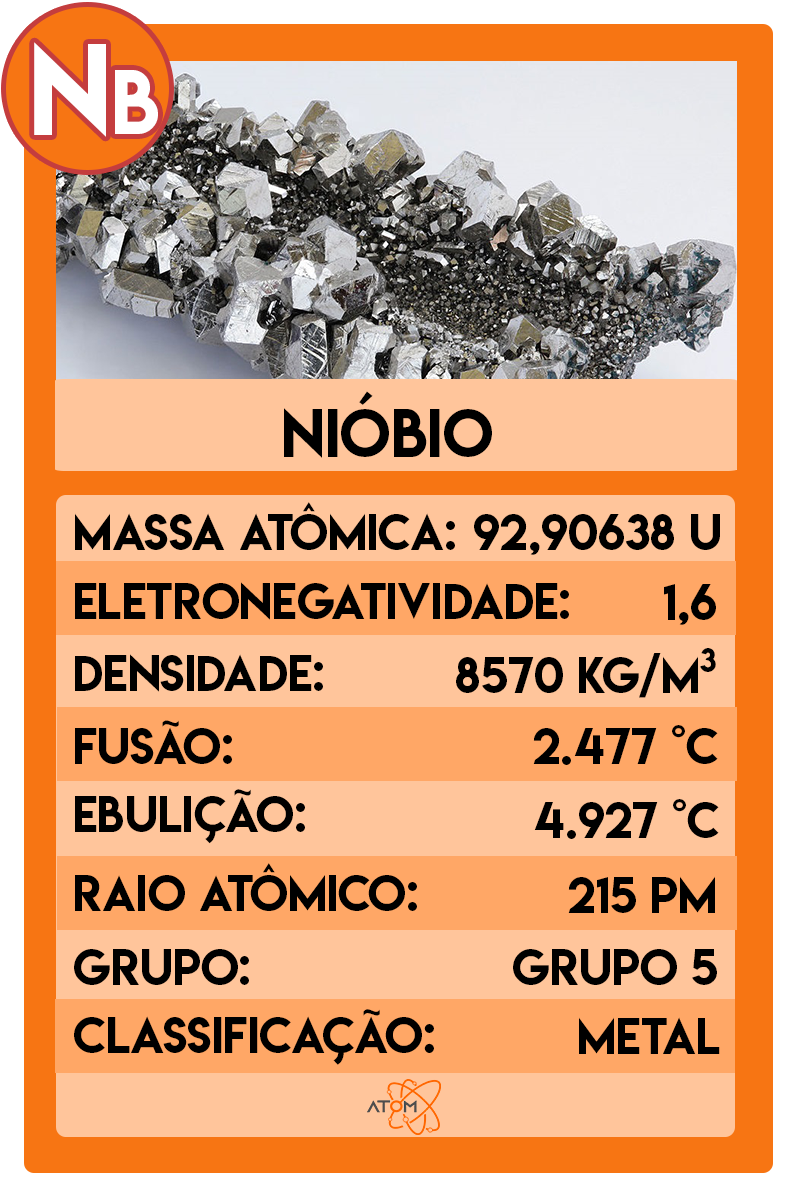 NB
NIÓBIO
MASSA ATÔMICA: 92,90638 U
ELETRONEGATIVIDADE: 1,6
DENSIDADE: 8570 KG/M³
FUSÃO: 2.477 °C
EBULIÇÃO: 4.927 °C
RAIO ATÔMICO: 215 PM
GRUPO: GRUPO 5
CLASSIFICAÇÃO: METAL
ATOM